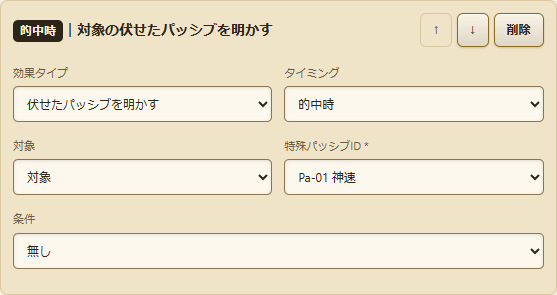 的中時 | 対象の伏せたパッシブを明かす ↑ ↓ 削除
効果タイプ タイミング
伏せたパッシブを明かす 的中時
対象 特殊パッシブID *
対象 Pa-01 神速
条件
無し